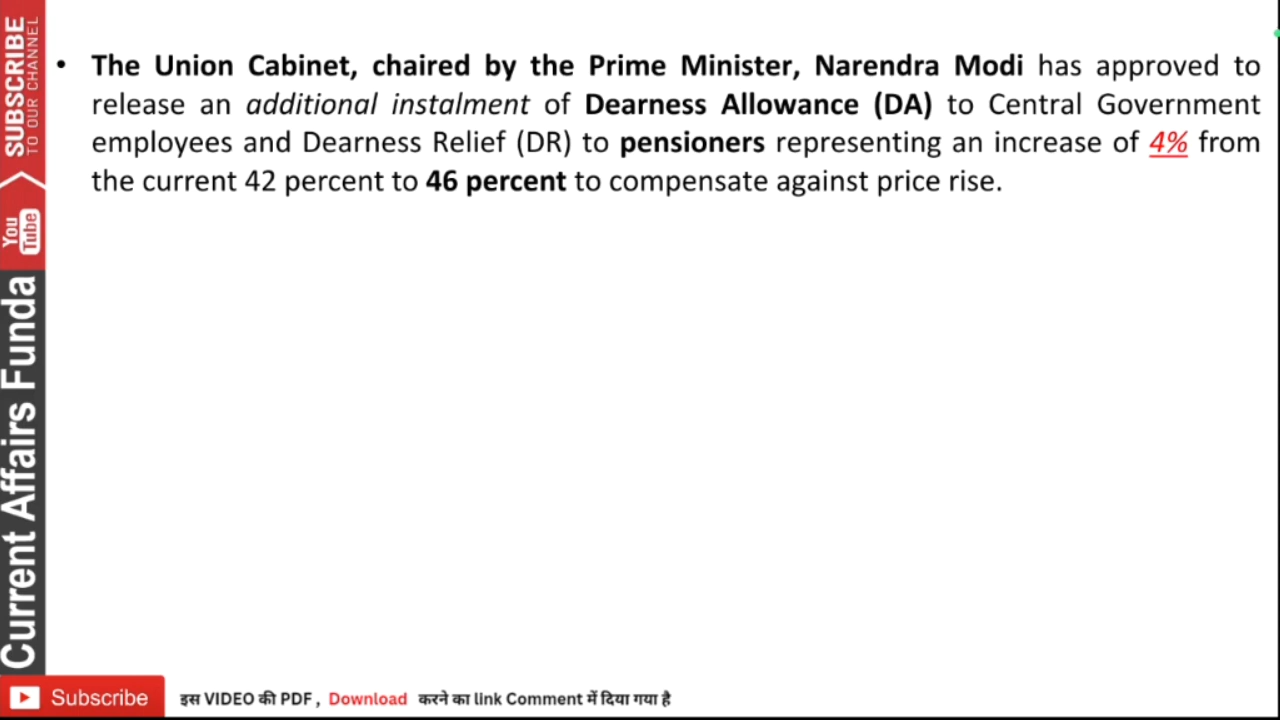 • The Union Cabinet, chaired by the Prime Minister, Narendra Modi has approved to
release an additional instalment of Dearness Allowance (DA) to Central Government
employees and Dearness Relief (DR) to pensioners representing an increase of 4% from
the current 42 percent to 46 percent to compensate against price rise.
SUBSCRIBE
TO OUR CHANNEL
You
Tube
Current Affairs Funda
Subscribe
इस VIDEO की PDF , Download करने का link Comment में दिया गया है